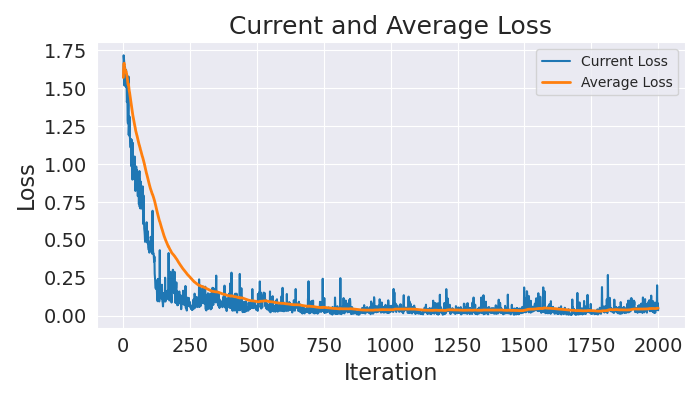 Current and Average Loss
Current Loss
Average Loss
Loss
1.75
1.50
1.25
1.00
0.75
0.50
0.25
0.00
0 250 500 750 1000 1250 1500 1750 2000
Iteration